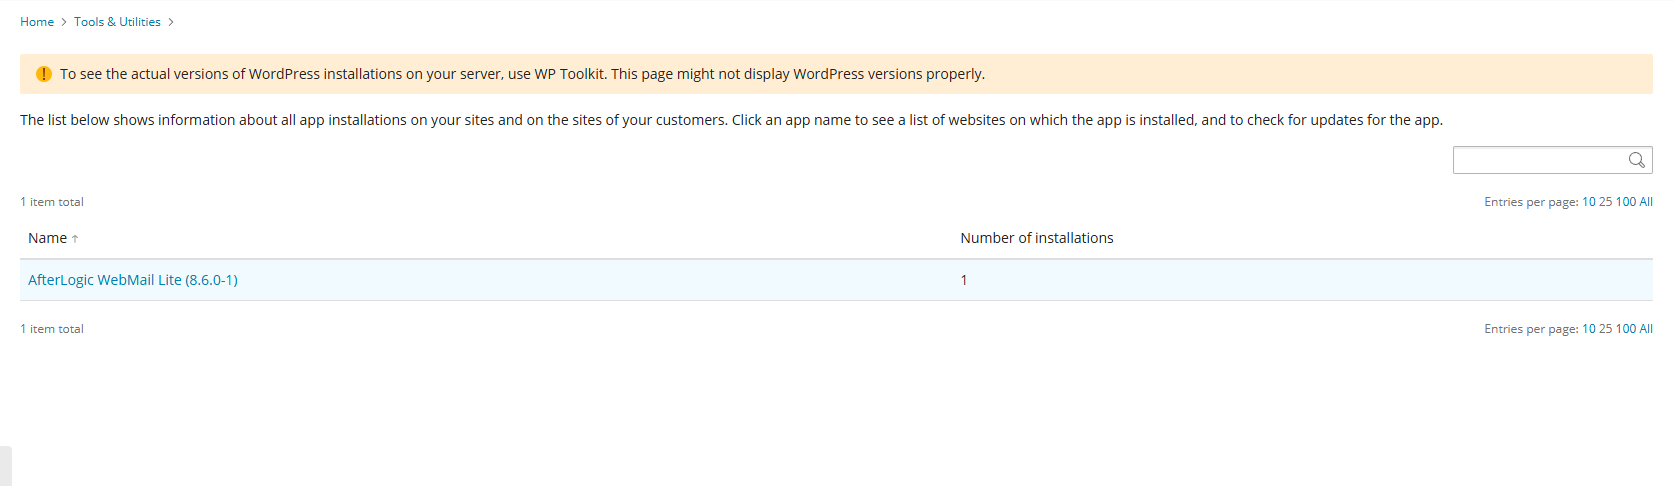 Home > Tools & Utilities >
To see the actual versions of WordPress installations on your server, use WP Toolkit. This page might not display WordPress versions properly.
The list below shows information about all app installations on your sites and on the sites of your customers. Click an app name to see a list of websites on which the app is installed, and to check for updates for the app.
1 item total Entries per page: 10 25 100 All
Name ↑ Number of installations
AfterLogic WebMail Lite (8.6.0-1) 1
1 item total Entries per page: 10 25 100 All